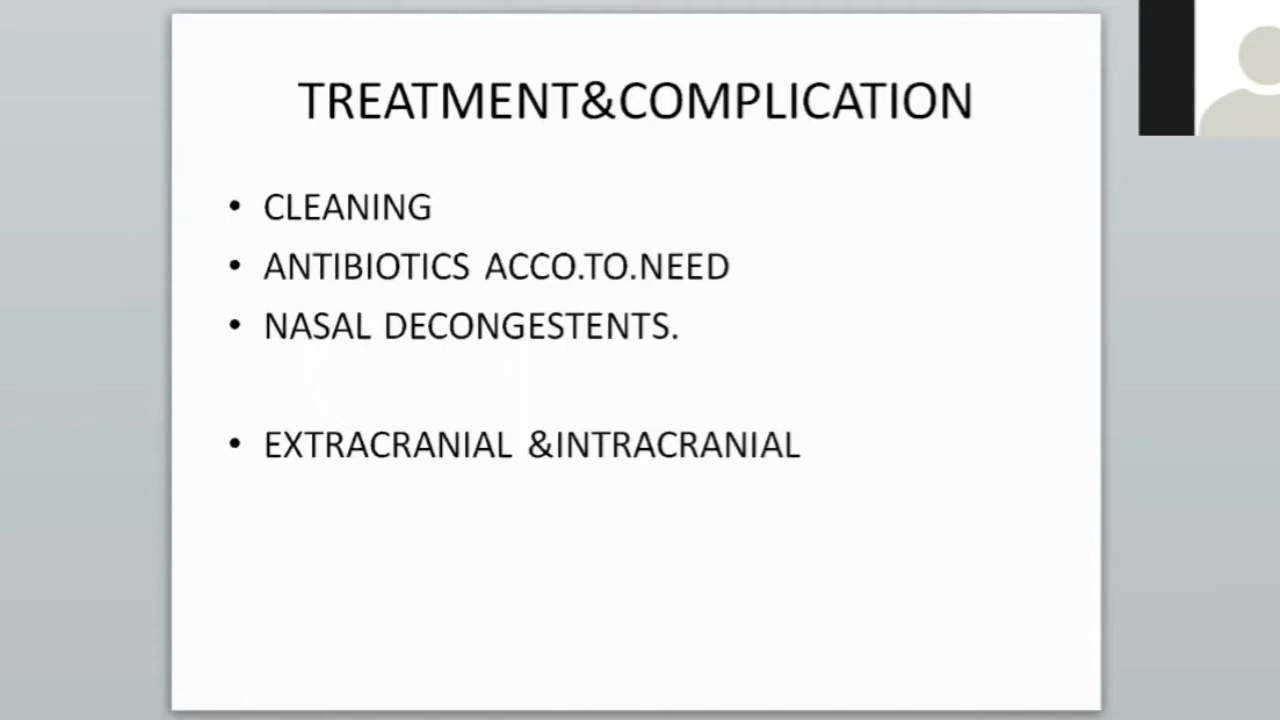 TREATMENT&COMPLICATION
• CLEANING
• ANTIBIOTICS ACCO.TO.NEED
• NASAL DECONGESTENTS.
• EXTRACRANIAL &INTRACRANIAL